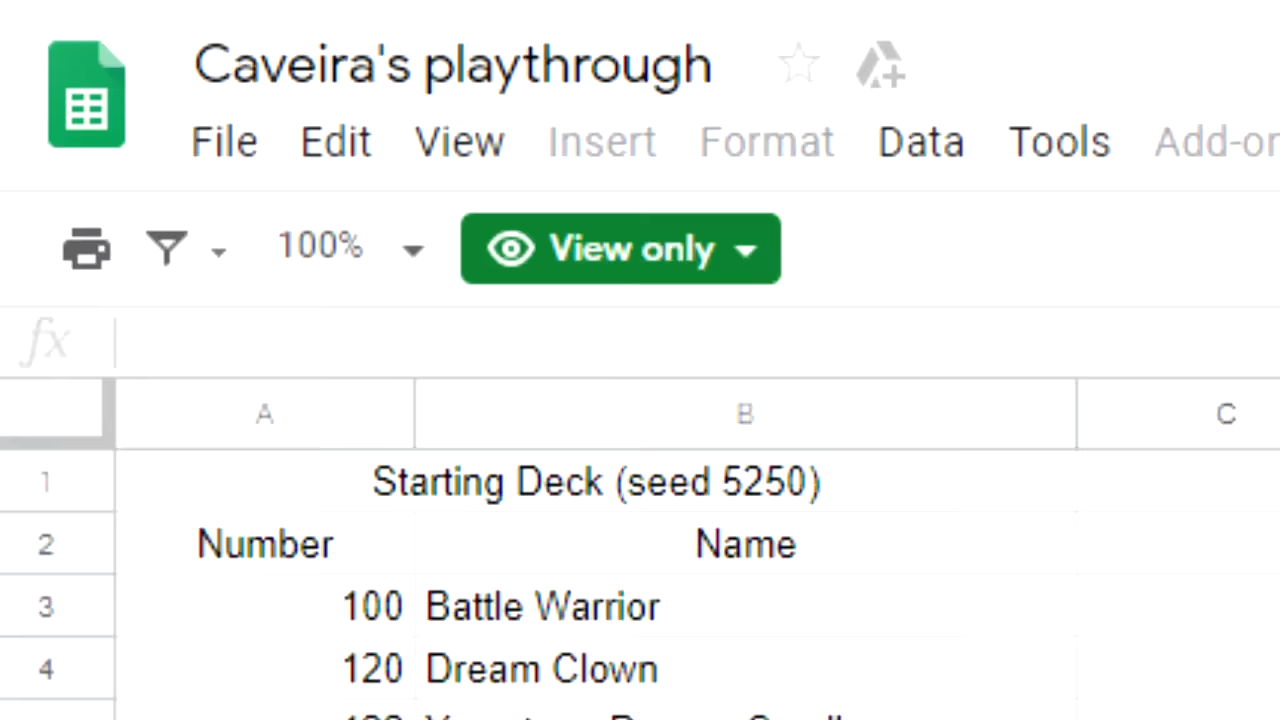 Caveira's playthrough
File Edit View Insert Format Data Tools
100% View only
fx
A B C
1 Starting Deck (seed 5250)
2 Number Name
3 100 Battle Warrior
4 120 Dream Clown